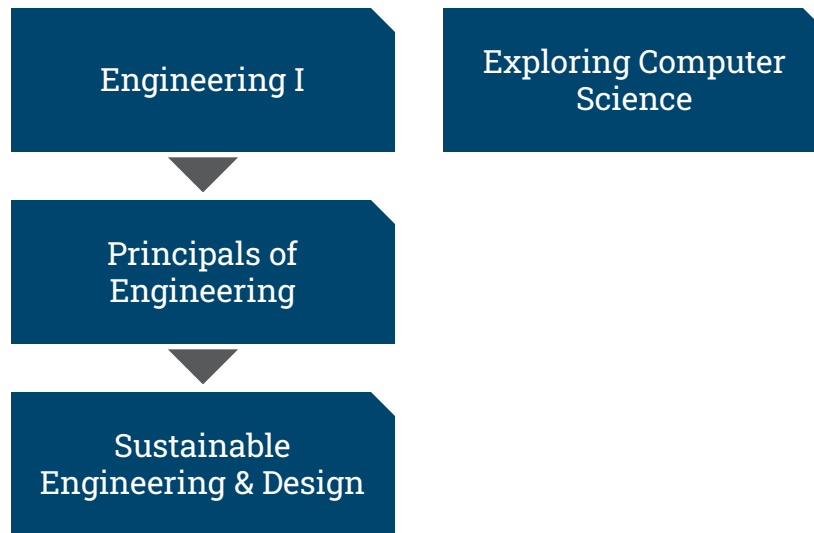 Engineering I
Exploring Computer
Science
Principals of
Engineering
Sustainable
Engineering & Design